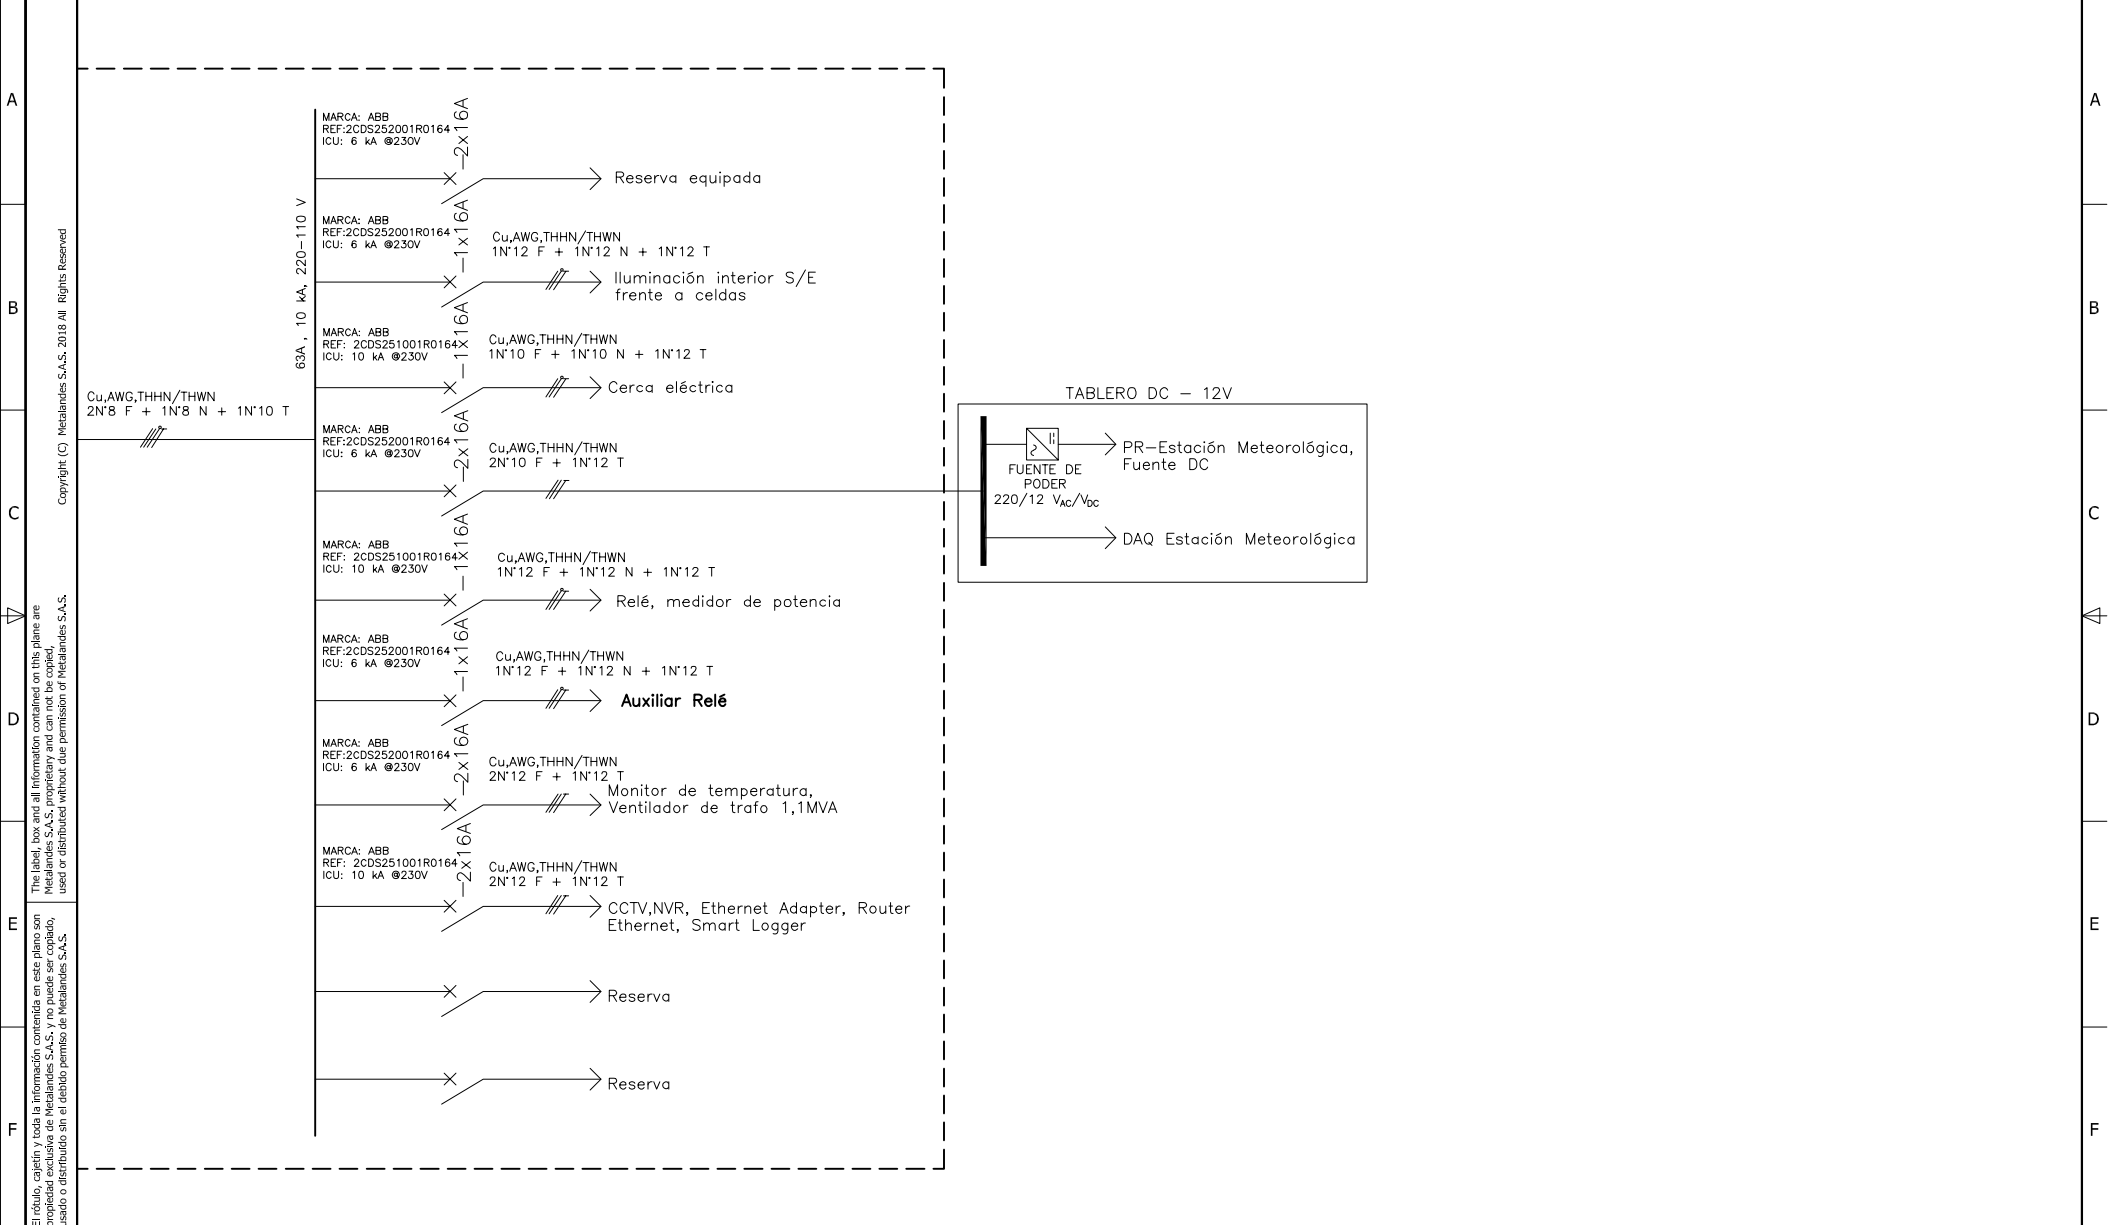 A
B
C
D
E
F
Copyright (C) Metalandes S.A.S. 2018 All Rights Reserved
The label, box and all information contained on this plane are
Metalandes S.A.S. proprietary and can not be copied,
used or distributed without due permission of Metalandes S.A.S.
El rótulo, cajetín y toda la información contenida en este plano son
propiedad exclusiva de Metalandes S.A.S. y no puede ser copiado,
usado o distribuído sin el debido permiso de Metalandes S.A.S.
Cu,AWG,THHN/THWN
2N°8 F + 1N°8 N + 1N°10 T
63A , 10 kA, 220-110 V
MARCA: ABB
REF:2CDS252001R0164
ICU: 6 kA @230V
2x16A
Reserva equipada
MARCA: ABB
REF:2CDS252001R0164
ICU: 6 kA @230V
1x16A
Cu,AWG,THHN/THWN
1N°12 F + 1N°12 N + 1N°12 T
Iluminación interior S/E
frente a celdas
MARCA: ABB
REF: 2CDS251001R0164
ICU: 10 kA @230V
1x16A
Cu,AWG,THHN/THWN
1N°10 F + 1N°10 N + 1N°12 T
Cerca eléctrica
MARCA: ABB
REF:2CDS252001R0164
ICU: 6 kA @230V
2x16A
Cu,AWG,THHN/THWN
2N°10 F + 1N°12 T
MARCA: ABB
REF: 2CDS251001R0164
ICU: 10 kA @230V
1x16A
Cu,AWG,THHN/THWN
1N°12 F + 1N°12 N + 1N°12 T
Relé, medidor de potencia
MARCA: ABB
REF:2CDS252001R0164
ICU: 6 kA @230V
1x16A
Cu,AWG,THHN/THWN
1N°12 F + 1N°12 N + 1N°12 T
Auxiliar Relé
MARCA: ABB
REF:2CDS252001R0164
ICU: 6 kA @230V
2x16A
Cu,AWG,THHN/THWN
2N°12 F + 1N°12 T
Monitor de temperatura,
Ventilador de trafo 1,1MVA
MARCA: ABB
REF: 2CDS251001R0164
ICU: 10 kA @230V
2x16A
Cu,AWG,THHN/THWN
2N°12 F + 1N°12 T
CCTV,NVR, Ethernet Adapter, Router
Ethernet, Smart Logger
Reserva
Reserva
TABLERO DC - 12V
PR-Estación Meteorológica,
Fuente DC
FUENTE DE
PODER
220/12 VAC/VDC
DAQ Estación Meteorológica
A
B
C
D
E
F